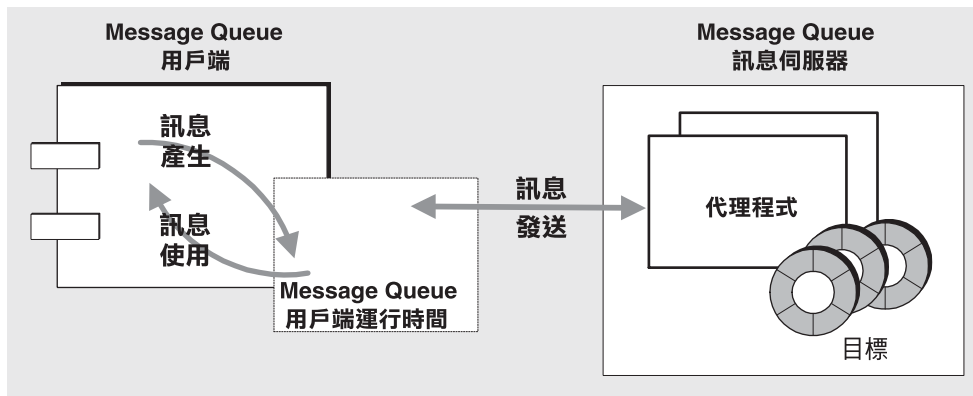 Message Queue
用戶端
訊息
產生
訊息
使用
Message Queue
用戶端運行時間
訊息
發送
Message Queue
訊息伺服器
代理程式
目標